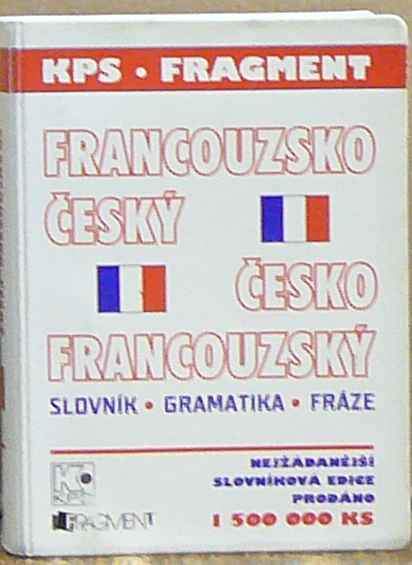 KPS • FRAGMENT
FRANCOUZSKO
ČESKÝ
ČESKO
FRANCOUZSKÝ
SLOVNÍK • GRAMATIKA • FRÁZE
NEJŽÁDANĚJŠÍ
SLOVNÍKOVÁ EDICE
PRODÁNO
1 500 000 KS
FRAGMENT